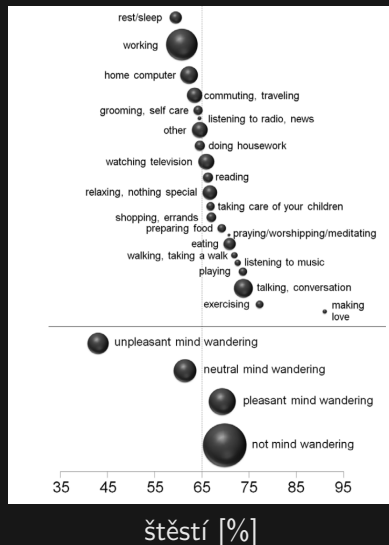 rest/sleep
working
home computer
commuting, traveling
grooming, self care
listening to radio, news
other
doing housework
watching television
reading
relaxing, nothing special
taking care of your children
shopping, errands
preparing food
praying/worshipping/meditating
eating
walking, taking a walk
listening to music
playing
talking, conversation
exercising
making
love
unpleasant mind wandering
neutral mind wandering
pleasant mind wandering
not mind wandering
35 45 55 65 75 85 95
štěstí [%]